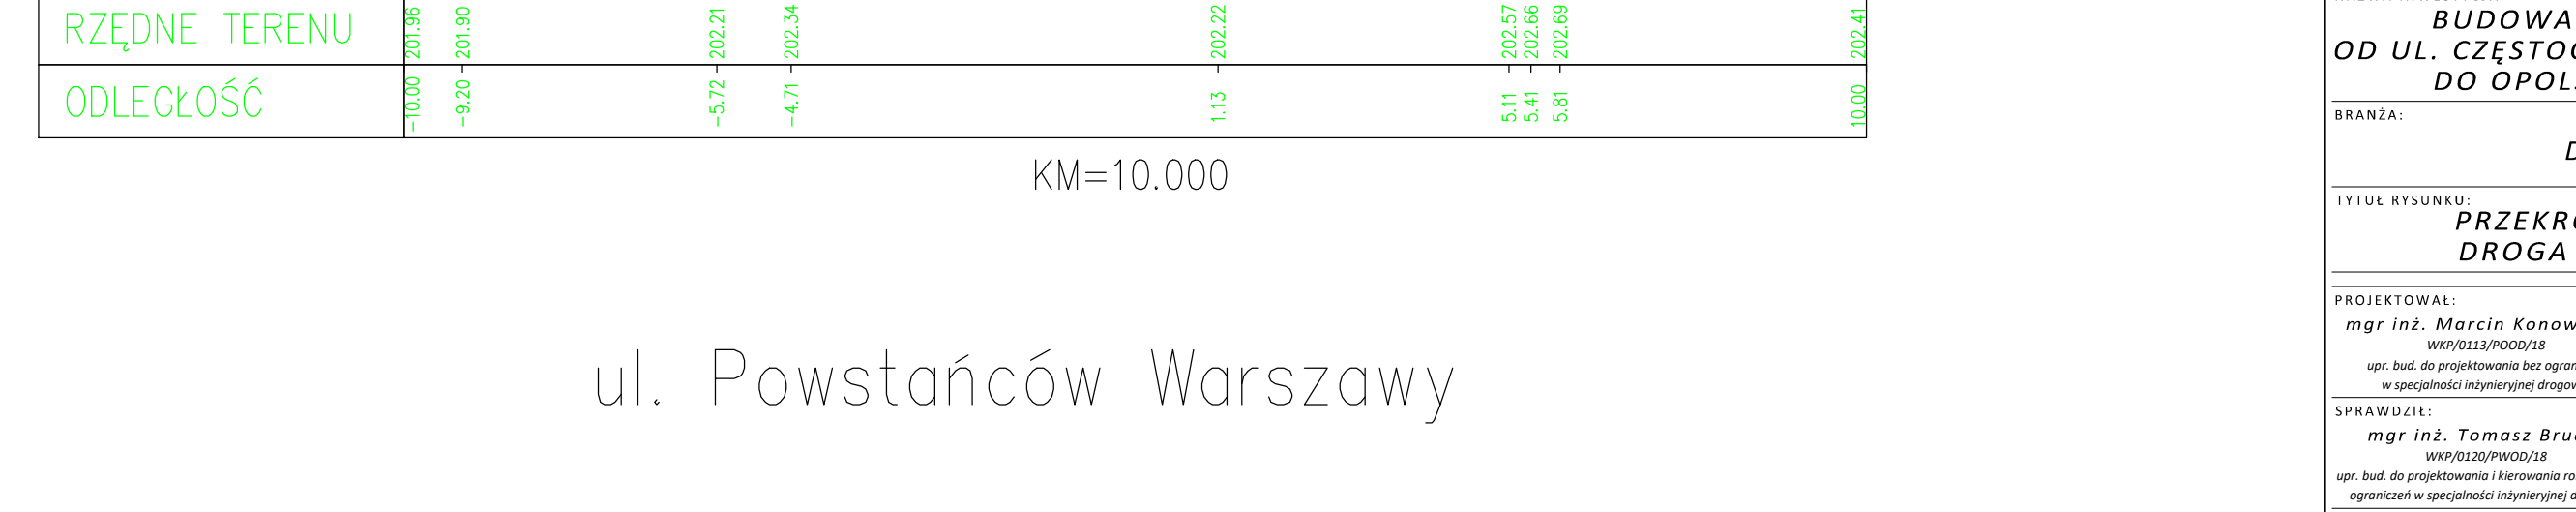 RZĘDNE TERENU 201.96 201.90 202.21 202.34 202.22 202.57 202.66 202.69 202.41
ODLEGŁOŚĆ -10.00 -9.20 -5.72 -4.71 1.13 5.11 5.41 5.81 10.00
KM=10.000
ul. Powstańców Warszawy
BUDOWA
OD UL. CZĘSTOC
DO OPOL
BRANŻA:
TYTUŁ RYSUNKU:
PRZEKR
DROGA
PROJEKTOWAŁ:
mgr inż. Marcin Konow
WKP/0113/POOD/18
upr. bud. do projektowania bez ogran
w specjalności inżynieryjnej drogow
SPRAWDZIŁ:
mgr inż. Tomasz Bru
WKP/0120/PWOD/18
upr. bud. do projektowania i kierowania ro
ograniczeń w specjalności inżynieryjnej d